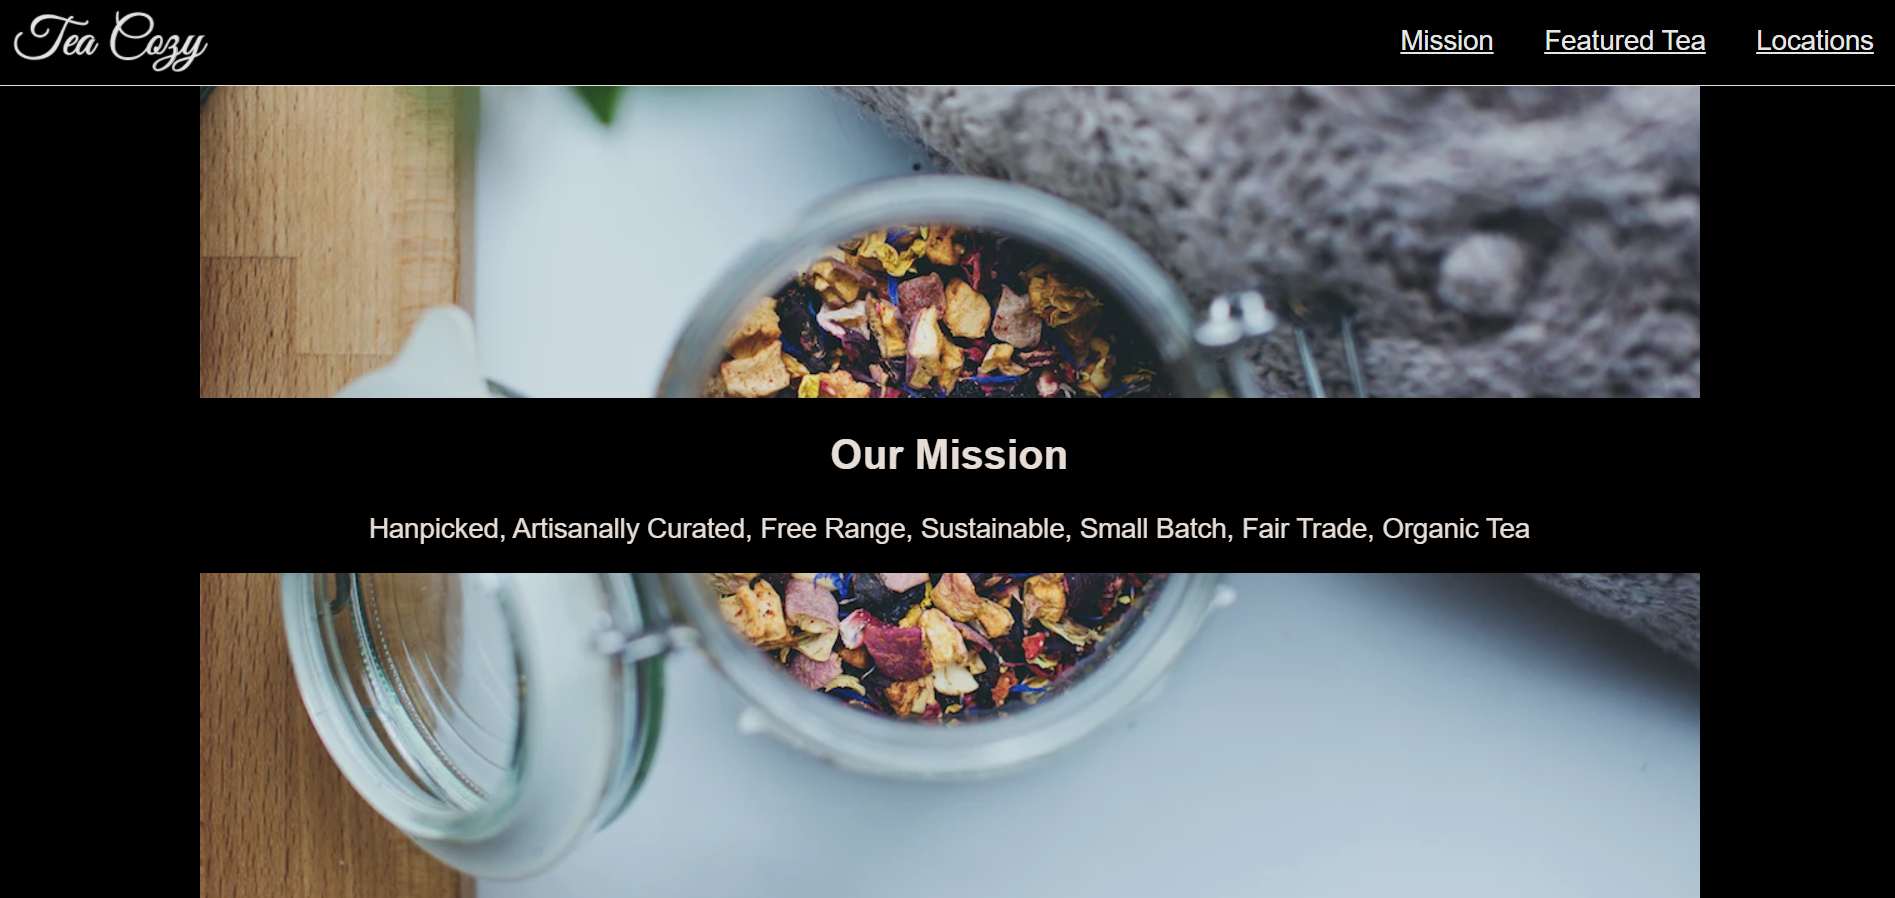 Tea Cozy
Mission Featured Tea Locations
Our Mission
Hanpicked, Artisanally Curated, Free Range, Sustainable, Small Batch, Fair Trade, Organic Tea